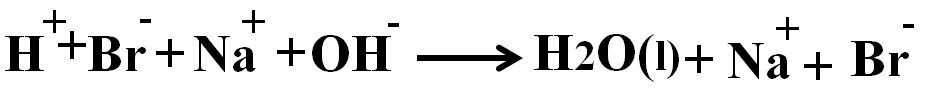 H⁺ + Br⁻ + Na⁺ + OH⁻ ⟶ H2O(l) + Na⁺ + Br⁻